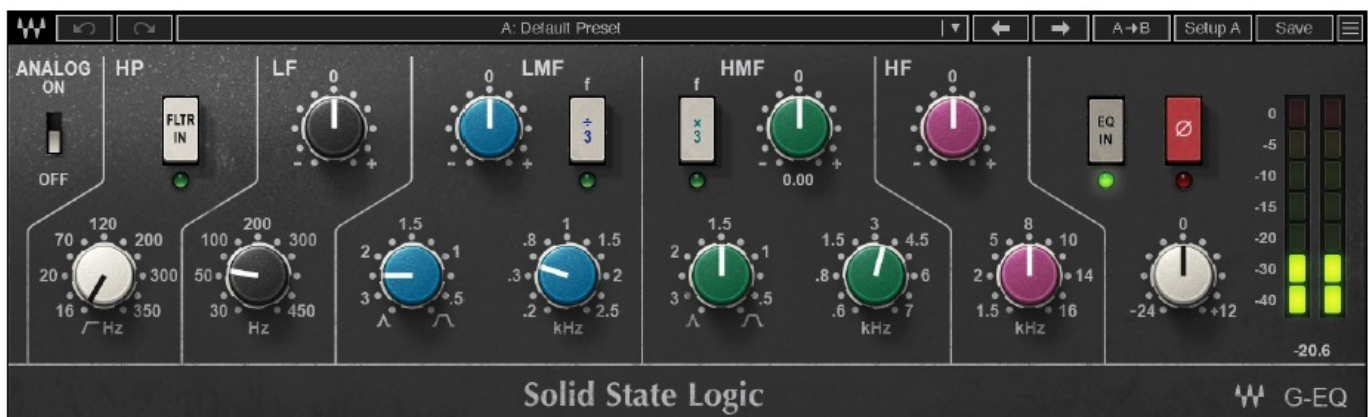 A: Default Preset A→B Setup A Save
ANALOG HP LF LMF HMF HF
ON
OFF
FLTR
IN
0
- +
0
- +
f
÷
3
f
×
3
0
- +
0.00
0
- +
EQ
IN
Ø
0
-5
-10
-15
-20
-30
-40
-20.6
120
70 200
20 300
16 350
Hz
200
100 300
50
30 450
Hz
1.5
2 1
3 .5
1
.8 1.5
.3 2
.2 2.5
kHz
1.5
2 1
3 .5
3
1.5 4.5
.8 6
.6 7
kHz
8
5 10
2 14
1.5 16
kHz
0
-24 +12
Solid State Logic
G-EQ